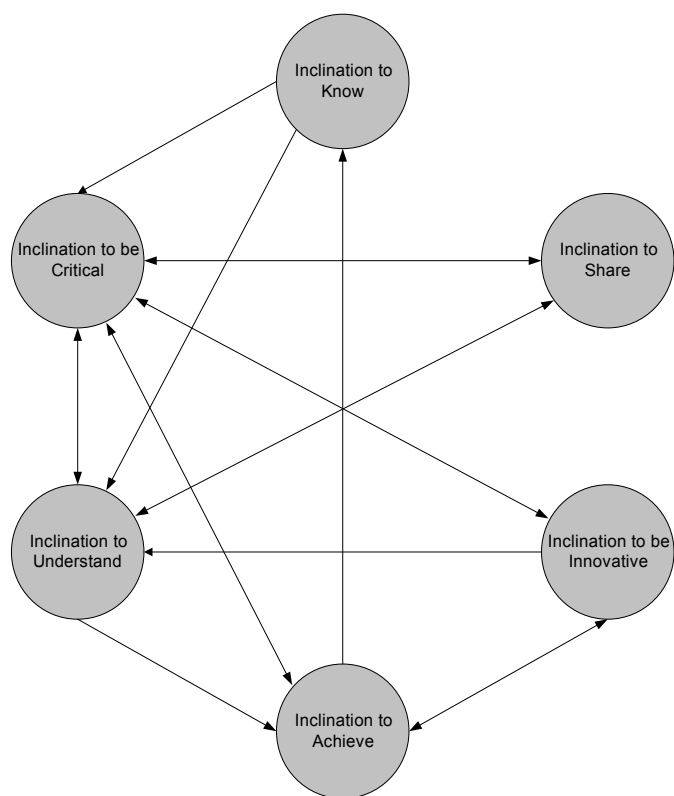 Inclination to
Know
Inclination to be
Critical
Inclination to
Share
Inclination to
Understand
Inclination to be
Innovative
Inclination to
Achieve